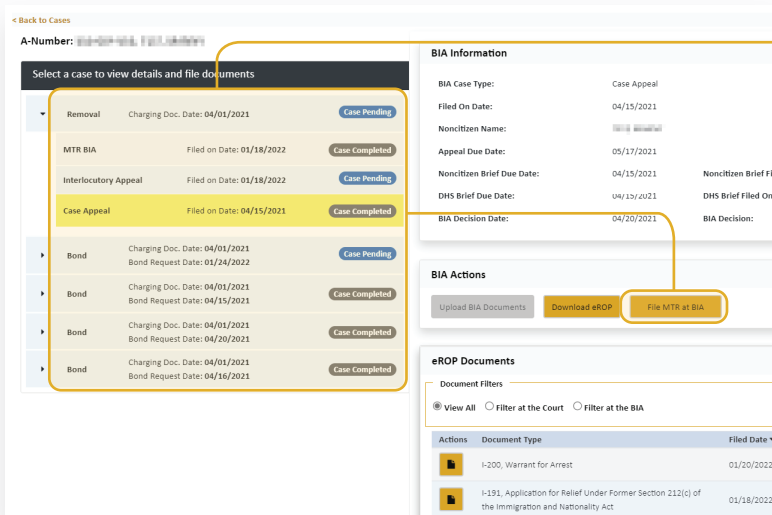 < Back to Cases
A-Number:
Select a case to view details and file documents
Removal Charging Doc. Date: 04/01/2021 Case Pending
MTR BIA Filed on Date: 01/18/2022 Case Completed
Interlocutory Appeal Filed on Date: 01/18/2022 Case Pending
Case Appeal Filed on Date: 04/15/2021 Case Completed
Bond Charging Doc. Date: 04/01/2021 Case Pending
Bond Request Date: 01/24/2022
Bond Charging Doc. Date: 04/01/2021 Case Completed
Bond Request Date: 04/15/2021
Bond Charging Doc. Date: 04/01/2021 Case Completed
Bond Request Date: 04/20/2021
Bond Charging Doc. Date: 04/01/2021 Case Completed
Bond Request Date: 04/16/2021
BIA Information
BIA Case Type: Case Appeal
Filed On Date: 04/15/2021
Noncitizen Name:
Appeal Due Date: 05/17/2021
Noncitizen Brief Due Date: 04/15/2021 Noncitizen Brief Fi
DHS Brief Due Date: 04/15/2021 DHS Brief Filed On
BIA Decision Date: 04/20/2021 BIA Decision:
BIA Actions
Upload BIA Documents Download eROP File MTR at BIA
eROP Documents
Document Filters
View All Filter at the Court Filter at the BIA
Actions Document Type Filed Date
I-200, Warrant for Arrest 01/20/2022
I-191, Application for Relief Under Former Section 212(c) of
the Immigration and Nationality Act 01/18/2022